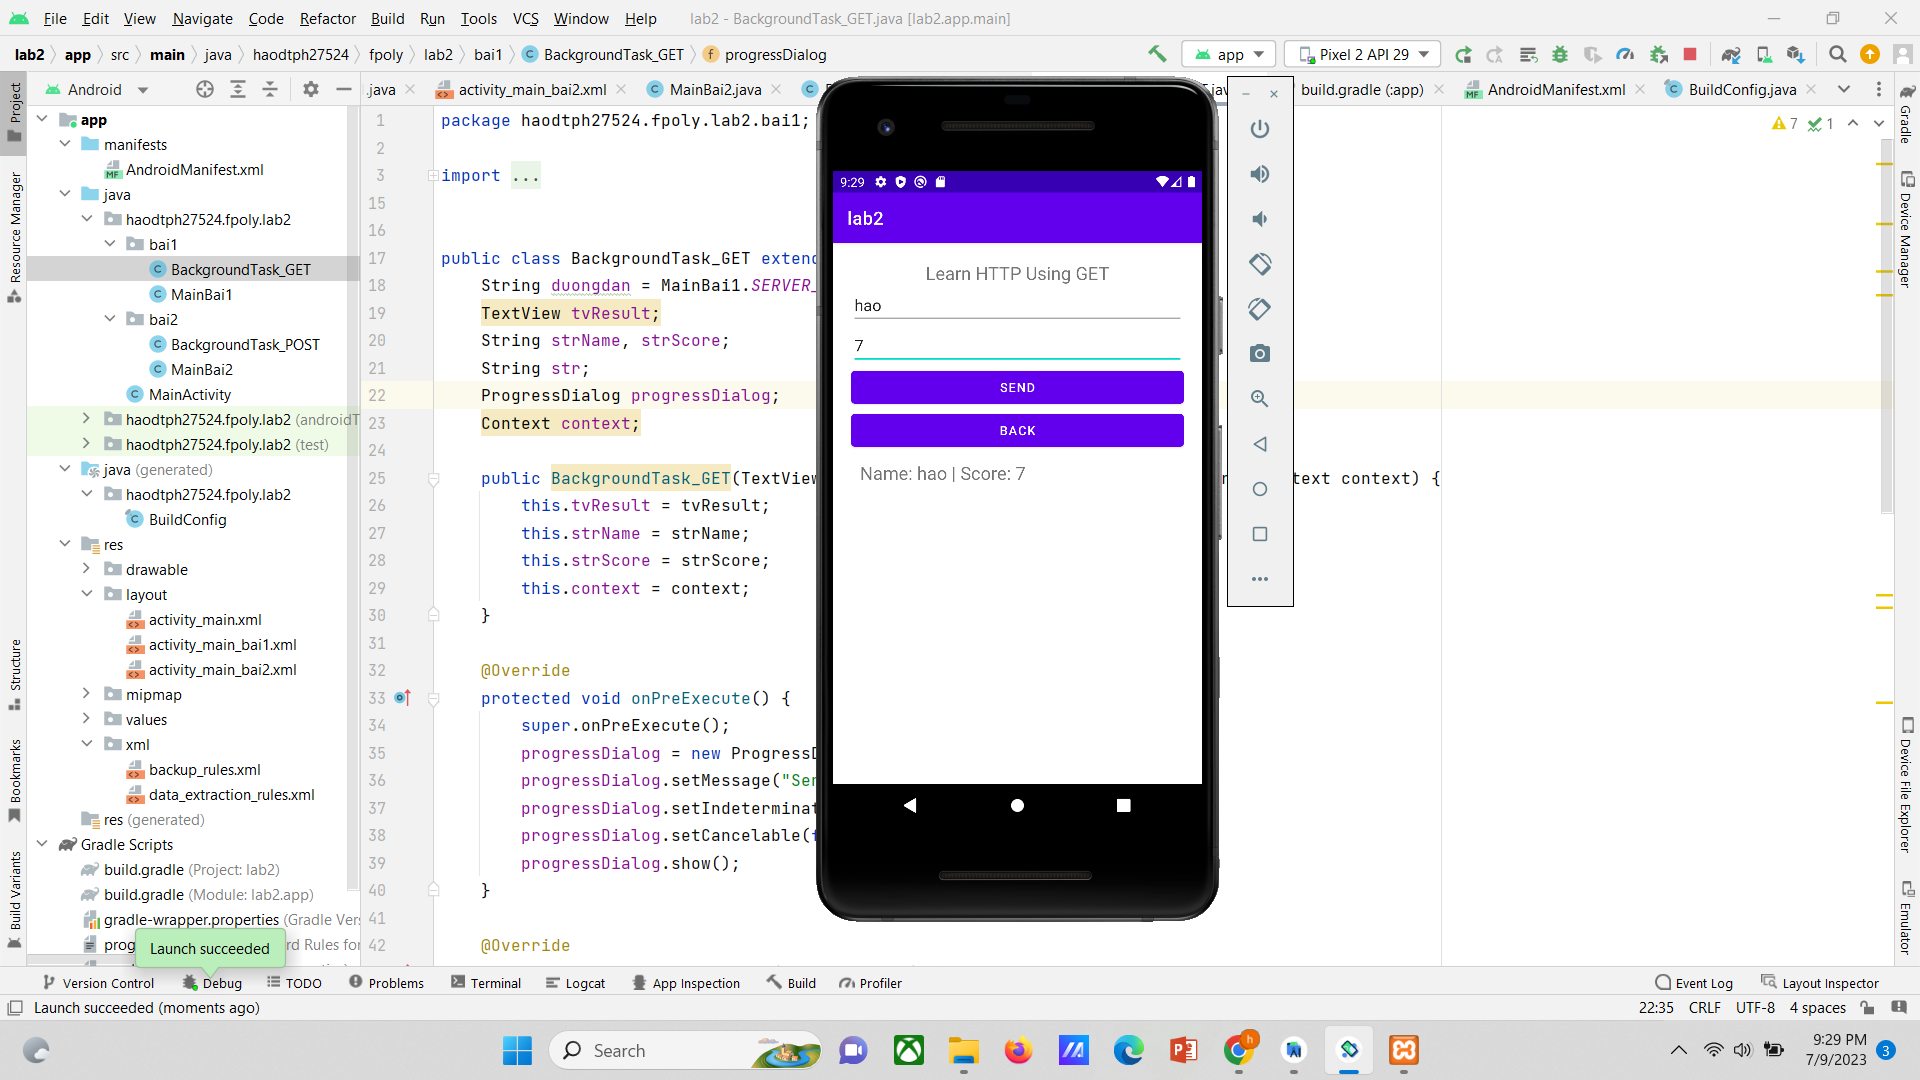 File Edit View Navigate Code Refactor Build Run Tools VCS Window Help lab2 - BackgroundTask_GET.java [lab2.app.main]
lab2 app src main java haodtph27524 fpoly lab2 bai1 BackgroundTask_GET progressDialog app Pixel 2 API 29
Android
.java activity_main_bai2.xml MainBai2.java build.gradle (:app) AndroidManifest.xml BuildConfig.java
Project
Resource Manager
Structure
Bookmarks
Build Variants
app
manifests
AndroidManifest.xml
java
haodtph27524.fpoly.lab2
bai1
BackgroundTask_GET
MainBai1
bai2
BackgroundTask_POST
MainBai2
MainActivity
haodtph27524.fpoly.lab2 (androidT
haodtph27524.fpoly.lab2 (test)
java (generated)
haodtph27524.fpoly.lab2
BuildConfig
res
drawable
layout
activity_main.xml
activity_main_bai1.xml
activity_main_bai2.xml
mipmap
values
xml
backup_rules.xml
data_extraction_rules.xml
res (generated)
Gradle Scripts
build.gradle (Project: lab2)
build.gradle (Module: lab2.app)
gradle-wrapper.properties (Gradle Ver
prog rd Rules for
Launch succeeded
1 package haodtph27524.fpoly.lab2.bai1;
2
3 import ...
15
16
17 public class BackgroundTask_GET extend
18 String duongdan = MainBai1.SERVER_
19 TextView tvResult;
20 String strName, strScore;
21 String str;
22 ProgressDialog progressDialog;
23 Context context;
24
25 public BackgroundTask_GET(TextView text context) {
26 this.tvResult = tvResult;
27 this.strName = strName;
28 this.strScore = strScore;
29 this.context = context;
30 }
31
32 @Override
33 protected void onPreExecute() {
34 super.onPreExecute();
35 progressDialog = new ProgressD
36 progressDialog.setMessage("Sen
37 progressDialog.setIndeterminat
38 progressDialog.setCancelable(f
39 progressDialog.show();
40 }
41
42 @Override
7 1
9:29
lab2
Learn HTTP Using GET
hao
7
SEND
BACK
Name: hao | Score: 7
Gradle
Device Manager
Device File Explorer
Emulator
Version Control Debug TODO Problems Terminal Logcat App Inspection Build Profiler Event Log Layout Inspector
Launch succeeded (moments ago) 22:35 CRLF UTF-8 4 spaces
Search
9:29 PM
7/9/2023
3